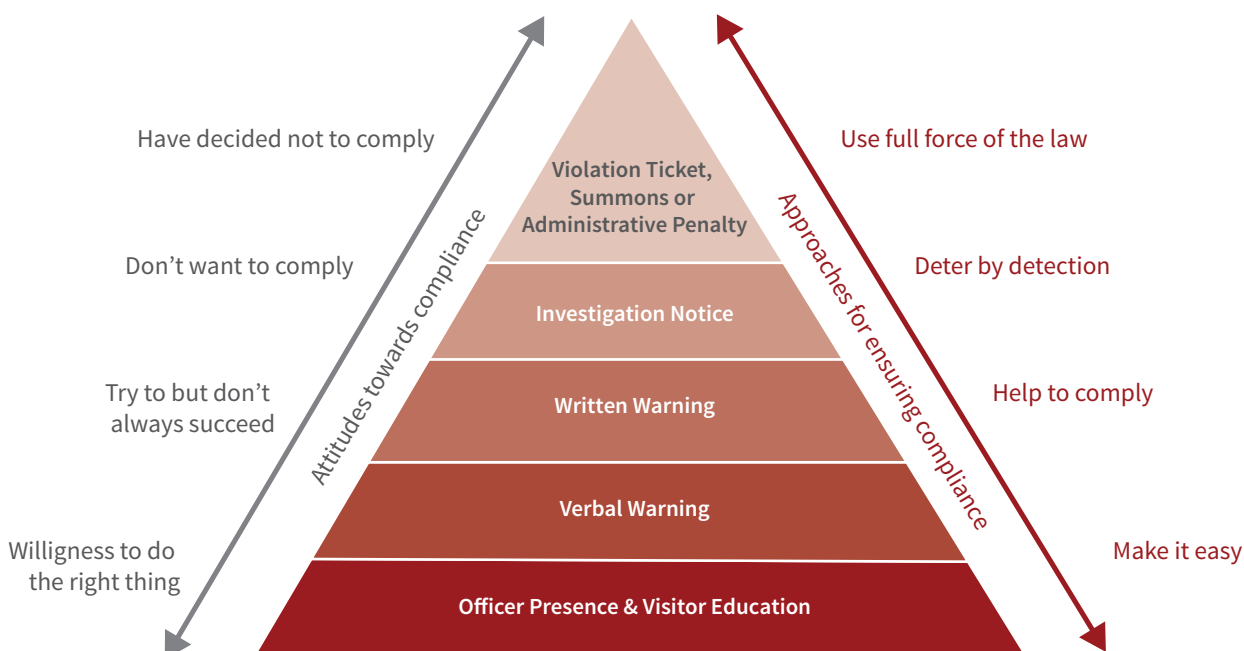 Have decided not to comply
Don't want to comply
Try to but don't
always succeed
Willigness to do
the right thing
Attitudes towards compliance
Violation Ticket,
Summons or
Administrative Penalty
Investigation Notice
Written Warning
Verbal Warning
Officer Presence & Visitor Education
Approaches for ensuring compliance
Use full force of the law
Deter by detection
Help to comply
Make it easy